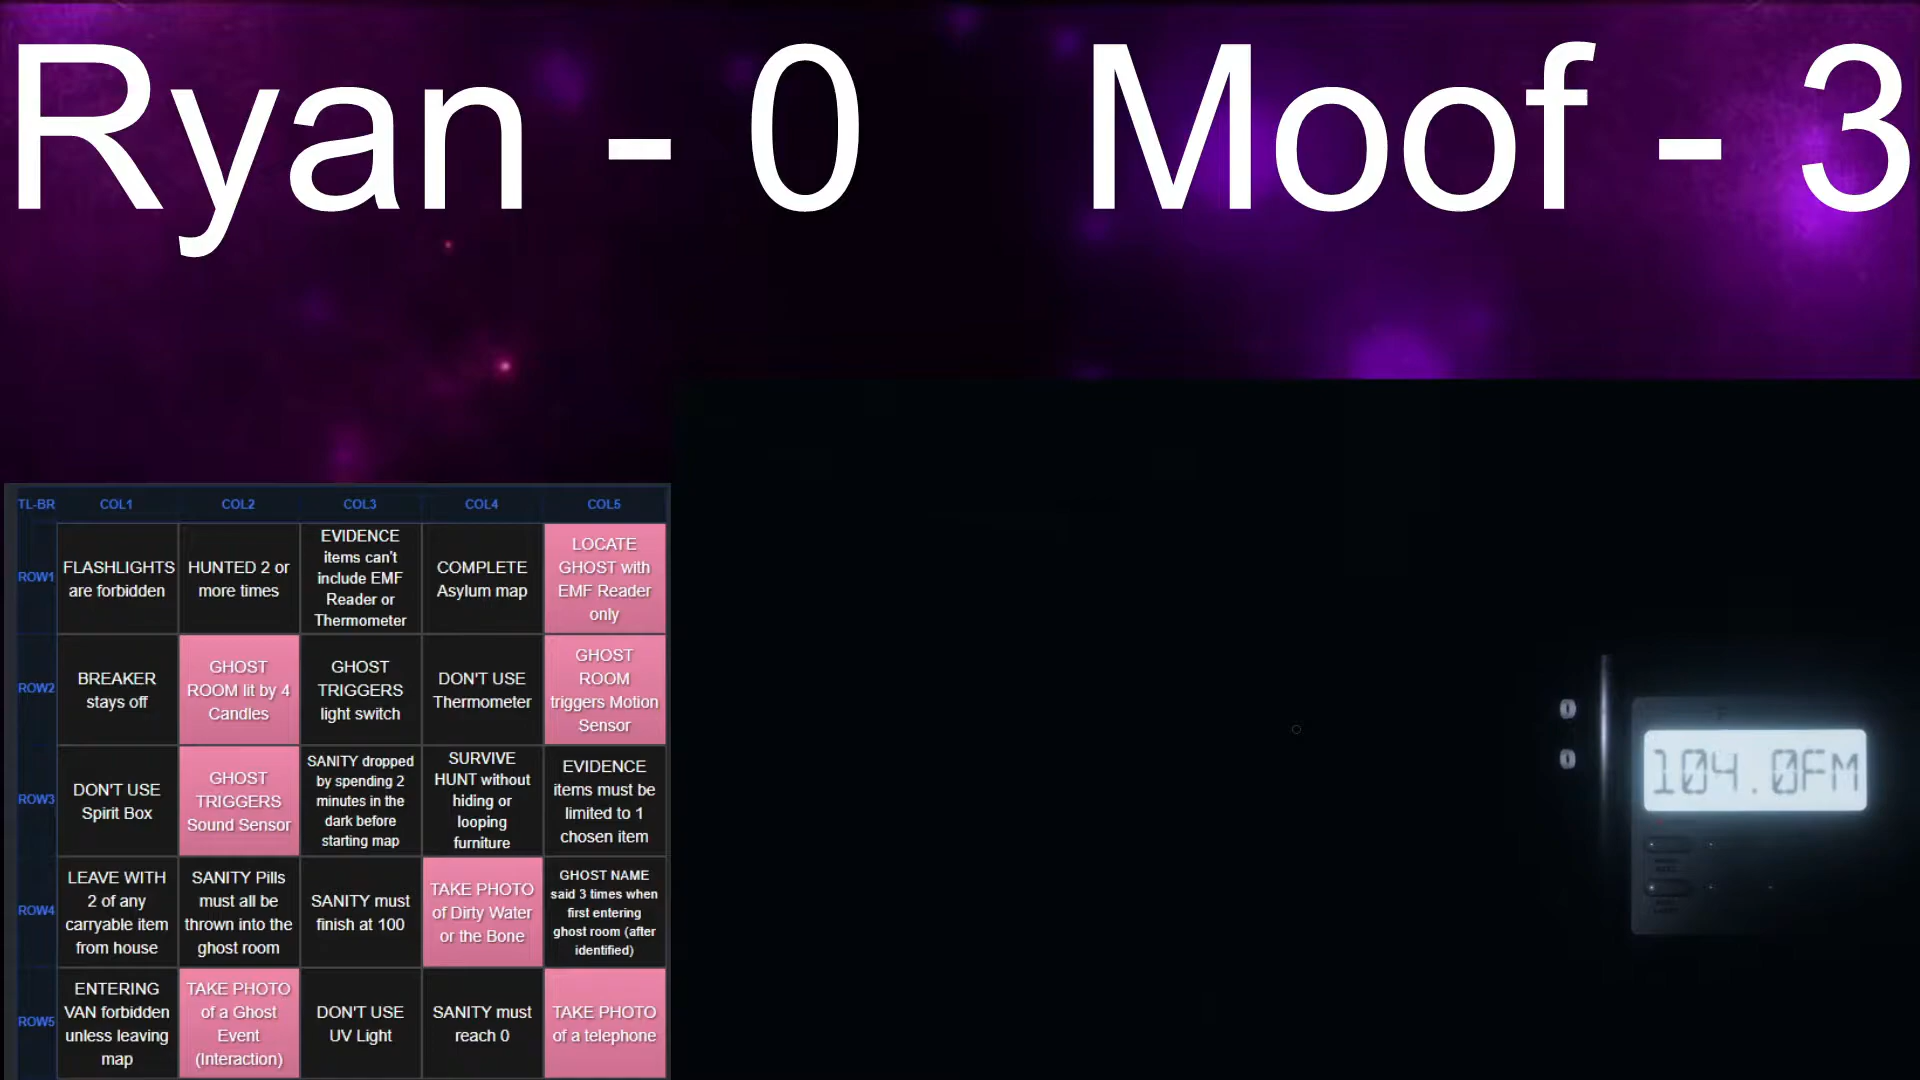 Ryan - 0 Moof - 3
TL-BR COL1 COL2 COL3 COL4 COL5
ROW1
FLASHLIGHTS
are forbidden
HUNTED 2 or
more times
EVIDENCE
items can't
include EMF
Reader or
Thermometer
COMPLETE
Asylum map
LOCATE
GHOST with
EMF Reader
only
ROW2
BREAKER
stays off
GHOST
ROOM lit by 4
Candles
GHOST
TRIGGERS
light switch
DON'T USE
Thermometer
GHOST
ROOM
triggers Motion
Sensor
ROW3
DON'T USE
Spirit Box
GHOST
TRIGGERS
Sound Sensor
SANITY dropped
by spending 2
minutes in the
dark before
starting map
SURVIVE
HUNT without
hiding or
looping
furniture
EVIDENCE
items must be
limited to 1
chosen item
ROW4
LEAVE WITH
2 of any
carryable item
from house
SANITY Pills
must all be
thrown into the
ghost room
SANITY must
finish at 100
TAKE PHOTO
of Dirty Water
or the Bone
GHOST NAME
said 3 times when
first entering
ghost room (after
identified)
ROW5
ENTERING
VAN forbidden
unless leaving
map
TAKE PHOTO
of a Ghost
Event
(Interaction)
DON'T USE
UV Light
SANITY must
reach 0
TAKE PHOTO
of a telephone
104.0FM